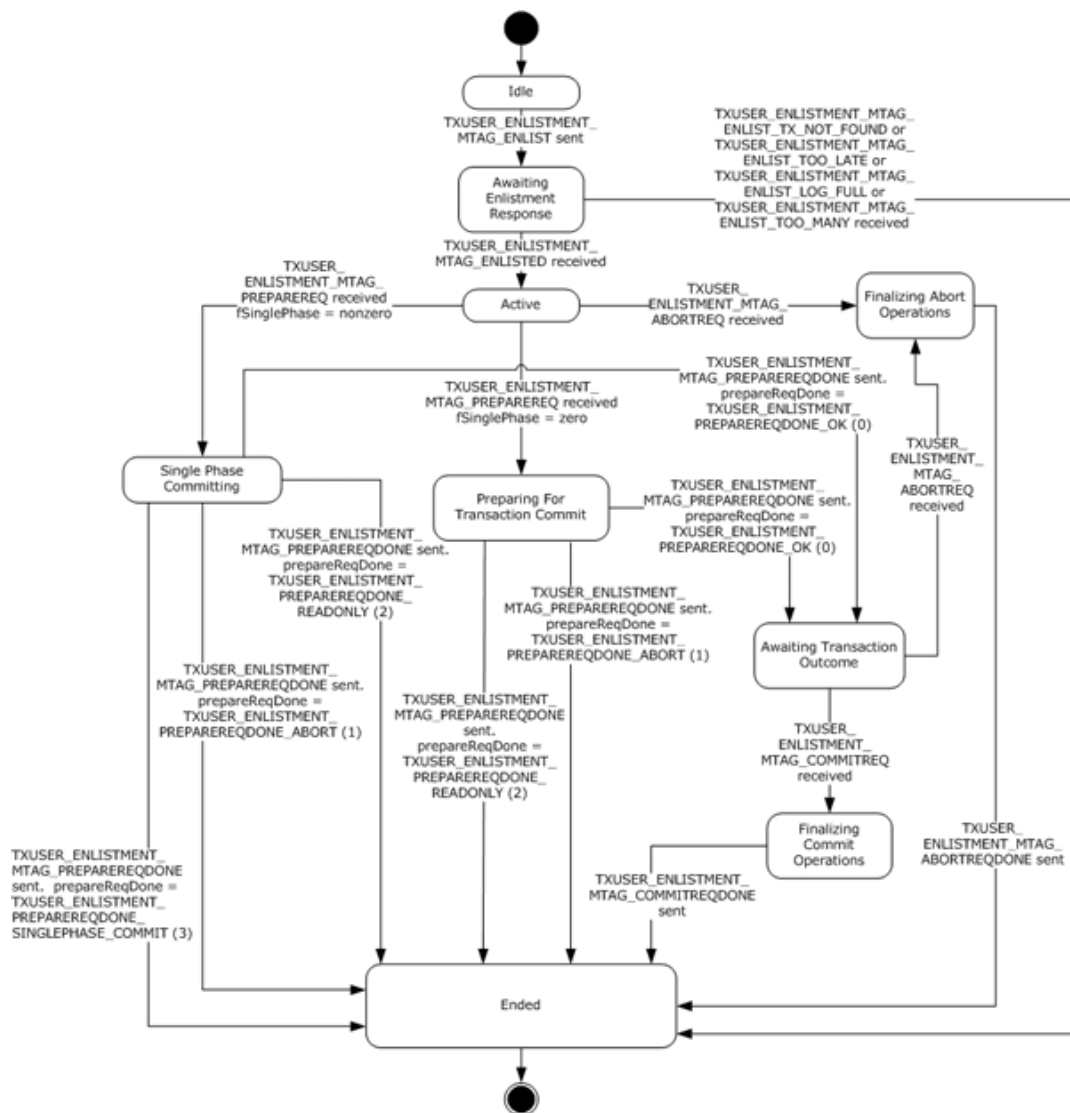 Idle
TXUSER_ENLISTMENT_
MTAG_ENLIST sent
TXUSER_ENLISTMENT_MTAG_
ENLIST_TX_NOT_FOUND or
TXUSER_ENLISTMENT_MTAG_
ENLIST_TOO_LATE or
TXUSER_ENLISTMENT_MTAG_
ENLIST_LOG_FULL or
TXUSER_ENLISTMENT_MTAG_
ENLIST_TOO_MANY received
Awaiting
Enlistment
Response
TXUSER_ENLISTMENT_
MTAG_ENLISTED received
TXUSER_
ENLISTMENT_MTAG_
PREPAREREQ received
fSinglePhase = nonzero
Active
TXUSER_
ENLISTMENT_MTAG_
ABORTREQ received
Finalizing Abort
Operations
TXUSER_ENLISTMENT_
MTAG_PREPAREREQ received
fSinglePhase = zero
TXUSER_ENLISTMENT_
MTAG_PREPAREREQDONE sent.
prepareReqDone =
TXUSER_ENLISTMENT_
PREPAREREQDONE_OK (0)
TXUSER_
ENLISTMENT_
MTAG_
ABORTREQ
received
Single Phase
Committing
Preparing For
Transaction Commit
TXUSER_ENLISTMENT_
MTAG_PREPAREREQDONE sent.
prepareReqDone =
TXUSER_ENLISTMENT_
PREPAREREQDONE_OK (0)
TXUSER_ENLISTMENT_
MTAG_PREPAREREQDONE sent.
prepareReqDone =
TXUSER_ENLISTMENT_
PREPAREREQDONE_
READONLY (2)
TXUSER_ENLISTMENT_
MTAG_PREPAREREQDONE sent.
prepareReqDone =
TXUSER_ENLISTMENT_
PREPAREREQDONE_ABORT (1)
Awaiting Transaction
Outcome
TXUSER_ENLISTMENT_
MTAG_PREPAREREQDONE sent.
prepareReqDone =
TXUSER_ENLISTMENT_
PREPAREREQDONE_ABORT (1)
TXUSER_ENLISTMENT_
MTAG_PREPAREREQDONE
sent.
prepareReqDone =
TXUSER_ENLISTMENT_
PREPAREREQDONE_
READONLY (2)
TXUSER_
ENLISTMENT_
MTAG_COMMITREQ
received
Finalizing
Commit
Operations
TXUSER_
ENLISTMENT_MTAG_
ABORTREQDONE sent
TXUSER_ENLISTMENT_
MTAG_PREPAREREQDONE
sent. prepareReqDone =
TXUSER_ENLISTMENT_
PREPAREREQDONE_
SINGLEPHASE_COMMIT (3)
TXUSER_ENLISTMENT_
MTAG_COMMITREQDONE
sent
Ended